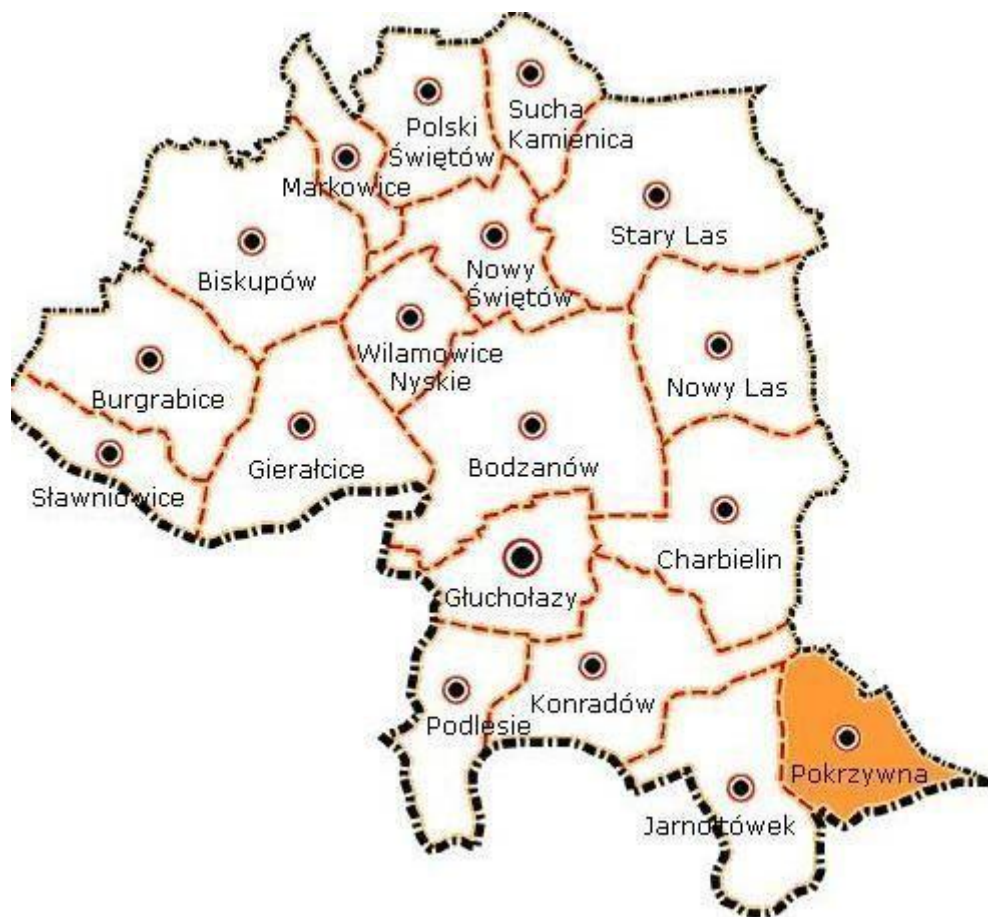 Sucha
Kamienica
Polski
Świętów
Markowice
Stary Las
Biskupów
Nowy
Świętów
Wilamowice
Nyskie
Nowy Las
Burgrabice
Gierałcice
Bodzanów
Sławniowice
Charbielin
Głuchołazy
Konradów
Podlesie
Pokrzywna
Jarnołtówek